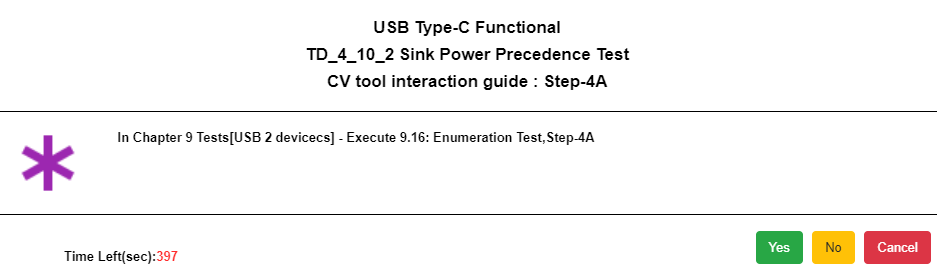 USB Type-C Functional
TD_4_10_2 Sink Power Precedence Test
CV tool interaction guide : Step-4A
In Chapter 9 Tests[USB 2 devicecs] - Execute 9.16: Enumeration Test,Step-4A
Time Left(sec):397
Yes
No
Cancel